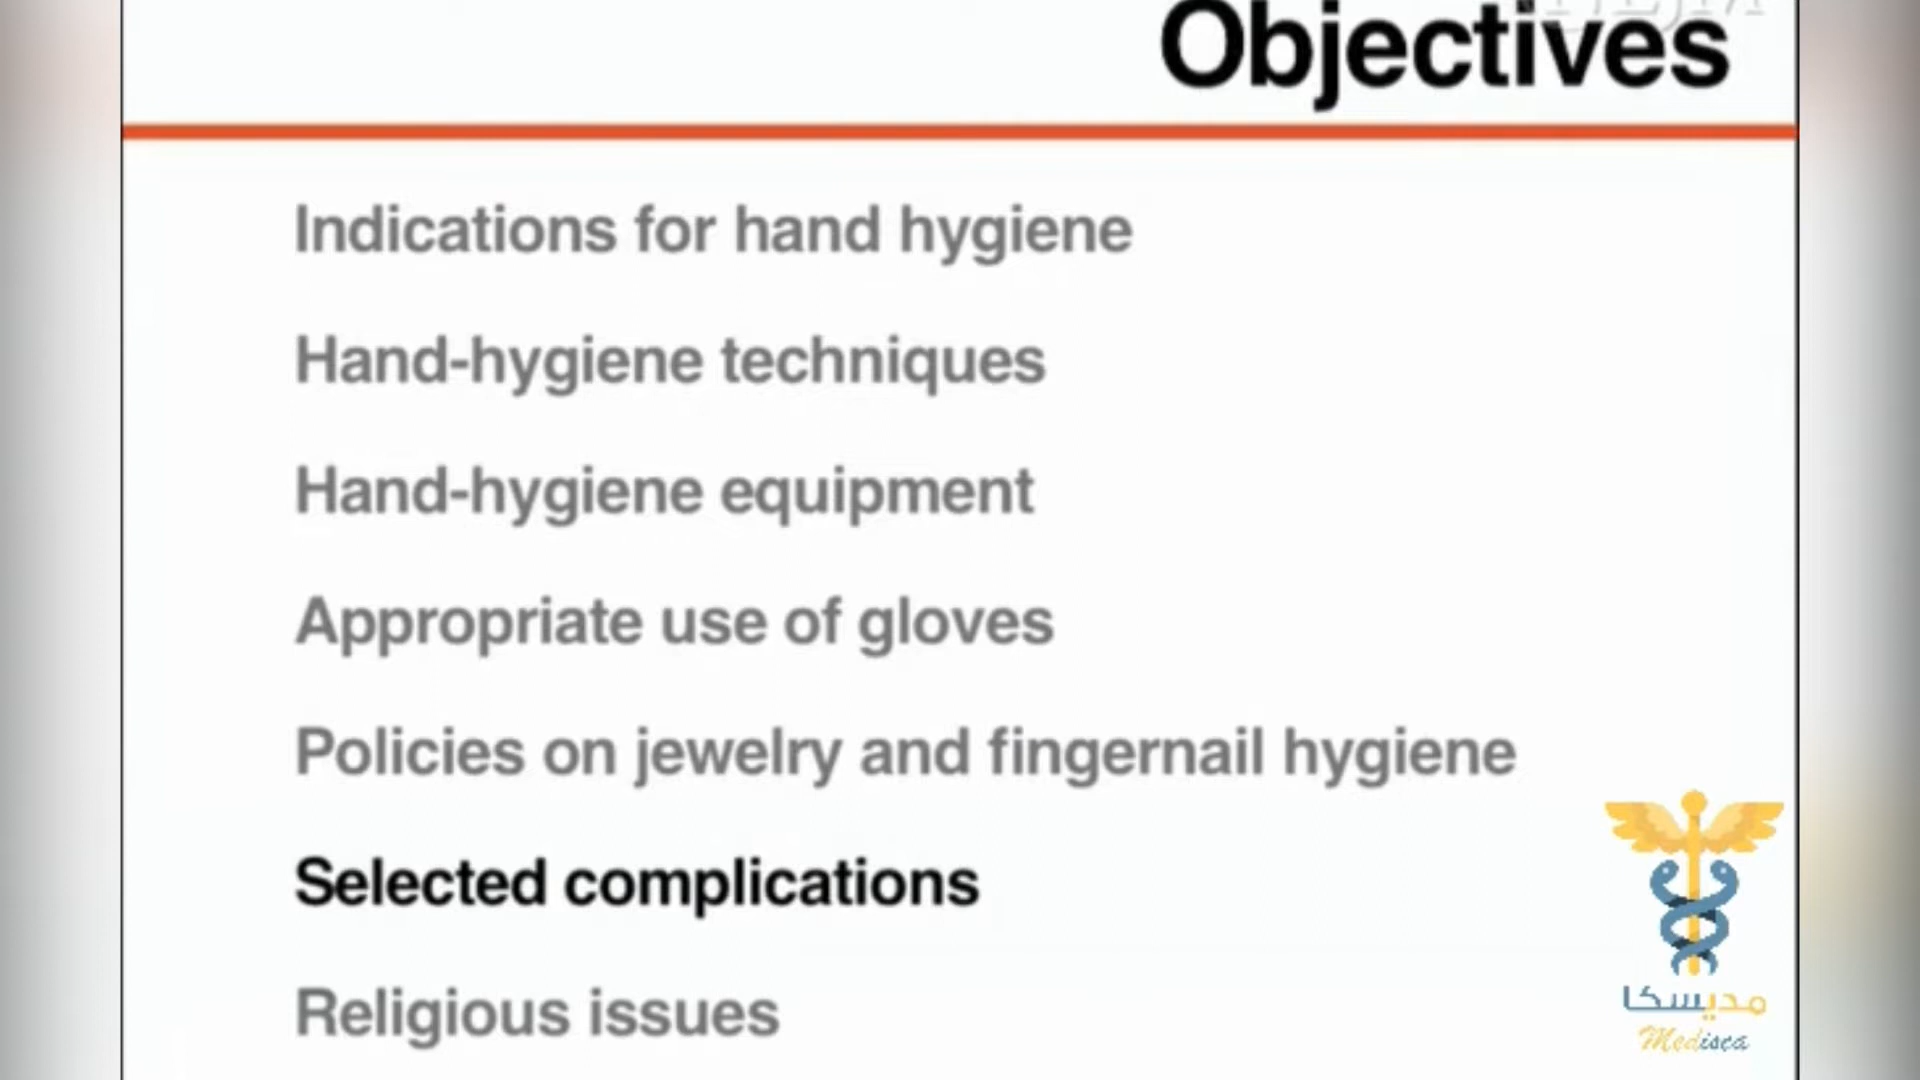 Objectives
Indications for hand hygiene
Hand-hygiene techniques
Hand-hygiene equipment
Appropriate use of gloves
Policies on jewelry and fingernail hygiene
Selected complications
Religious issues
مديسكا
Medisca